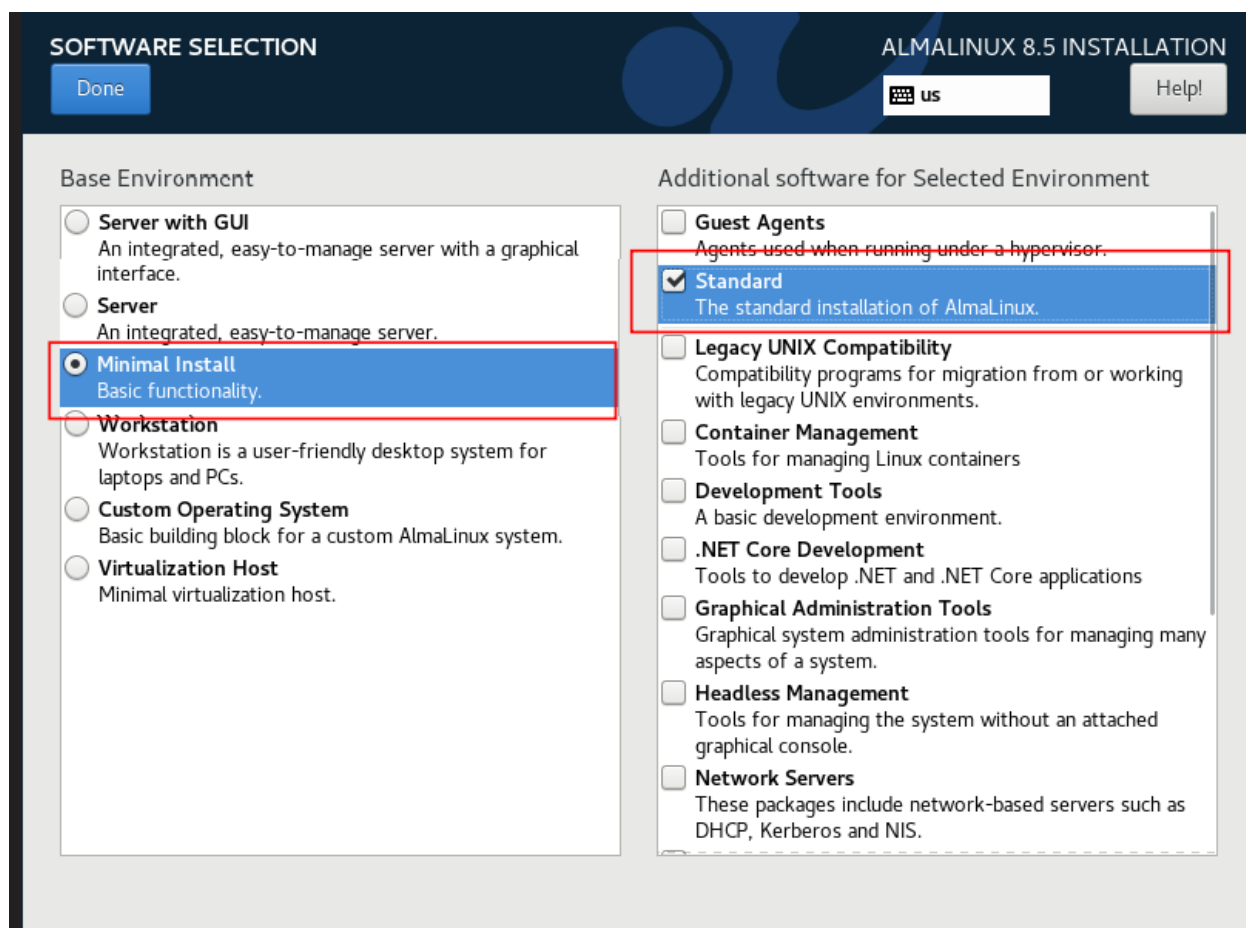 SOFTWARE SELECTION
ALMALINUX 8.5 INSTALLATION
Done
us
Help!
Base Environment
Server with GUI
An integrated, easy-to-manage server with a graphical
interface.
Server
An integrated, easy-to-manage server.
Minimal Install
Basic functionality.
Workstation
Workstation is a user-friendly desktop system for
laptops and PCs.
Custom Operating System
Basic building block for a custom AlmaLinux system.
Virtualization Host
Minimal virtualization host.
Additional software for Selected Environment
Guest Agents
Agents used when running under a hypervisor.
Standard
The standard installation of AlmaLinux.
Legacy UNIX Compatibility
Compatibility programs for migration from or working
with legacy UNIX environments.
Container Management
Tools for managing Linux containers
Development Tools
A basic development environment.
.NET Core Development
Tools to develop .NET and .NET Core applications
Graphical Administration Tools
Graphical system administration tools for managing many
aspects of a system.
Headless Management
Tools for managing the system without an attached
graphical console.
Network Servers
These packages include network-based servers such as
DHCP, Kerberos and NIS.